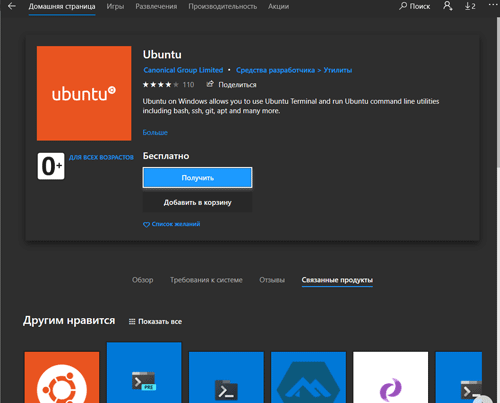 Домашняя страница Игры Развлечения Производительность Акции Поиск 2
Ubuntu
Canonical Group Limited • Средства разработчика > Утилиты
110 Поделиться
Ubuntu on Windows allows you to use Ubuntu Terminal and run Ubuntu command line utilities
including bash, ssh, git, apt and many more.
ubuntu
Больше
0+ ДЛЯ ВСЕХ ВОЗРАСТОВ
Бесплатно
Получить
Добавить в корзину
Список желаний
Обзор Требования к системе Отзывы Связанные продукты
Другим нравится Показать все
PRE